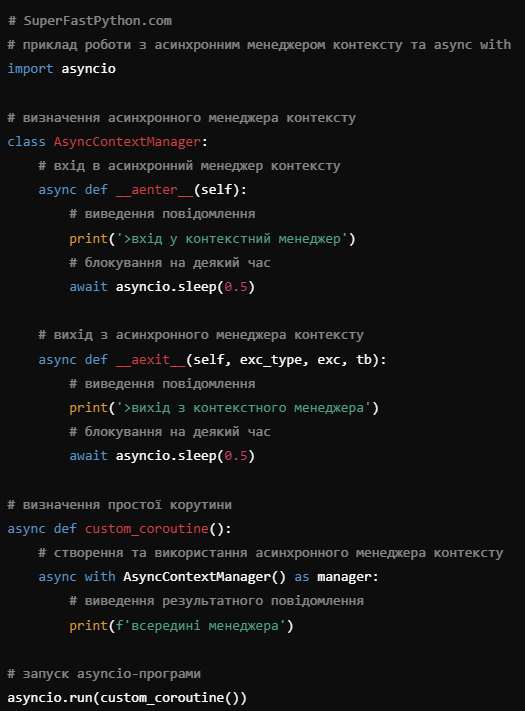 # SuperFastPython.com
# приклад роботи з асинхронним менеджером контексту та async with
import asyncio

# визначення асинхронного менеджера контексту
class AsyncContextManager:
    # вхід в асинхронний менеджер контексту
    async def __aenter__(self):
        # виведення повідомлення
        print('>вхід у контекстний менеджер')
        # блокування на деякий час
        await asyncio.sleep(0.5)

    # вихід з асинхронного менеджера контексту
    async def __aexit__(self, exc_type, exc, tb):
        # виведення повідомлення
        print('>вихід з контекстного менеджера')
        # блокування на деякий час
        await asyncio.sleep(0.5)

# визначення простої корутини
async def custom_coroutine():
    # створення та використання асинхронного менеджера контексту
    async with AsyncContextManager() as manager:
        # виведення результатного повідомлення
        print(f'всередині менеджера')

# запуск asyncio-програми
asyncio.run(custom_coroutine())